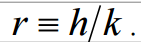 r ≡ h/k .